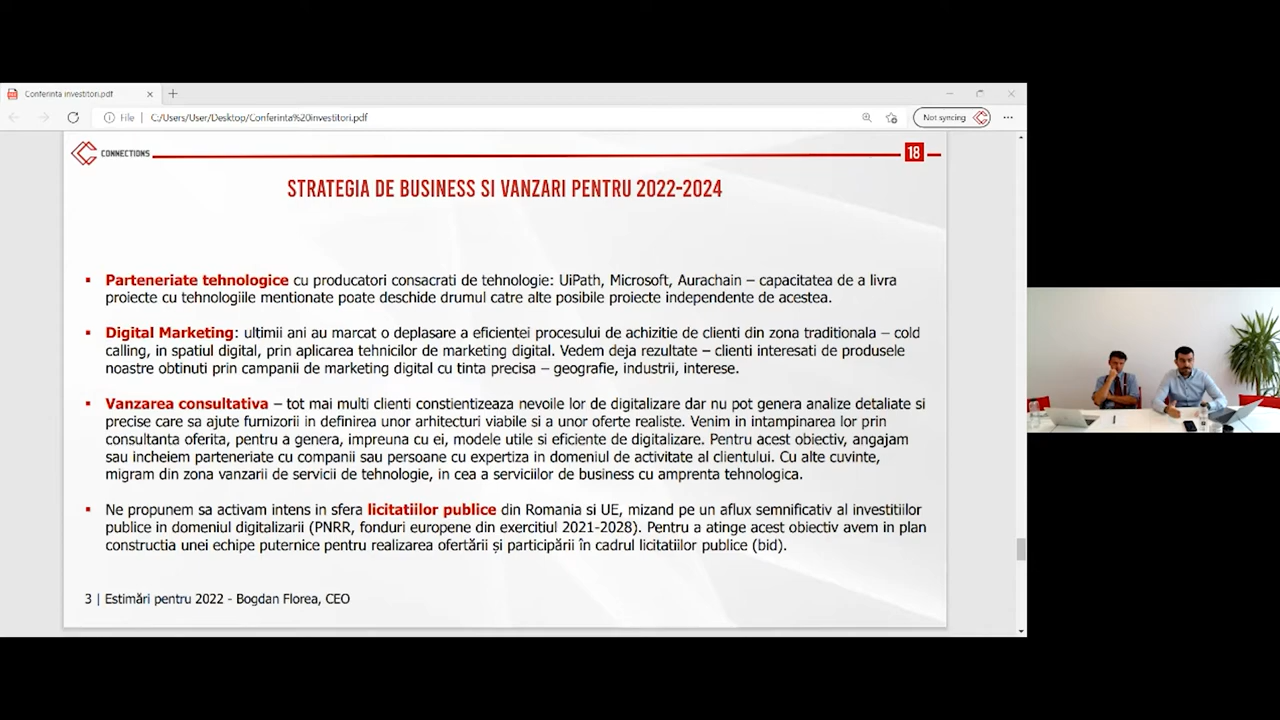 Conferinta investitori.pdf
File
C:/Users/User/Desktop/Conferinta%20investitori.pdf
Not syncing
CONNECTIONS
18
STRATEGIA DE BUSINESS SI VANZARI PENTRU 2022-2024
Parteneriate tehnologice cu producatori consacrati de tehnologie: UiPath, Microsoft, Aurachain – capacitatea de a livra
proiecte cu tehnologiile mentionate poate deschide drumul catre alte posibile proiecte independente de acestea.
Digital Marketing: ultimii ani au marcat o deplasare a eficientei procesului de achizitie de clienti din zona traditionala – cold
calling, in spatiul digital, prin aplicarea tehnicilor de marketing digital. Vedem deja rezultate – clienti interesati de produsele
noastre obtinuti prin campanii de marketing digital cu tinta precisa – geografie, industrii, interese.
Vanzarea consultativa – tot mai multi clienti constientizeaza nevoile lor de digitalizare dar nu pot genera analize detaliate si
precise care sa ajute furnizorii in definirea unor arhitecturi viabile si a unor oferte realiste. Venim in intampinarea lor prin
consultanta oferita, pentru a genera, impreuna cu ei, modele utile si eficiente de digitalizare. Pentru acest obiectiv, angajam
sau incheiem parteneriate cu companii sau persoane cu expertiza in domeniul de activitate al clientului. Cu alte cuvinte,
migram din zona vanzarii de servicii de tehnologie, in cea a serviciilor de business cu amprenta tehnologica.
Ne propunem sa activam intens in sfera licitatiilor publice din Romania si UE, mizand pe un aflux semnificativ al investitiilor
publice in domeniul digitalizarii (PNRR, fonduri europene din exercitiul 2021-2028). Pentru a atinge acest obiectiv avem in plan
constructia unei echipe puternice pentru realizarea ofertării și participării în cadrul licitatiilor publice (bid).
3 | Estimări pentru 2022 - Bogdan Florea, CEO